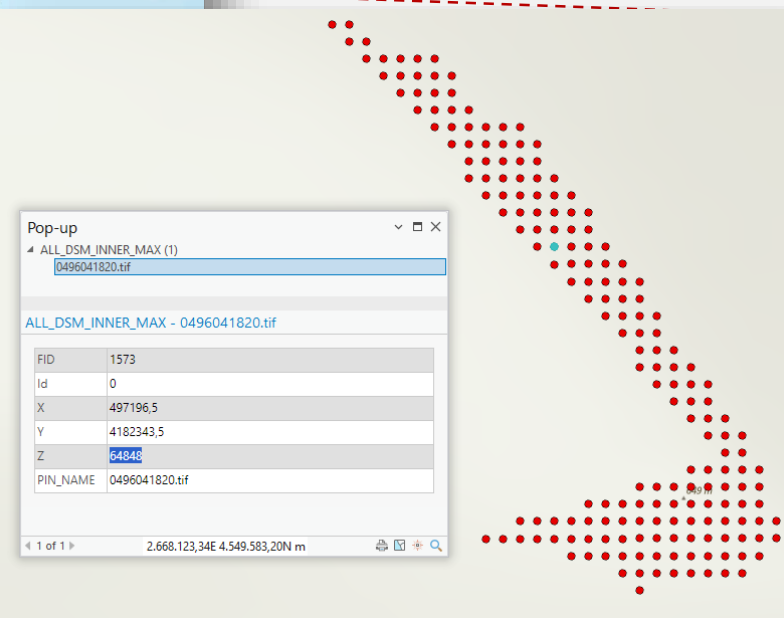 Pop-up
ALL_DSM_INNER_MAX (1)
0496041820.tif
ALL_DSM_INNER_MAX - 0496041820.tif
FID 1573
Id 0
X 497196,5
Y 4182343,5
Z 64848
PIN_NAME 0496041820.tif
1 of 1 2.668.123,34E 4.549.583,20N m
649 m